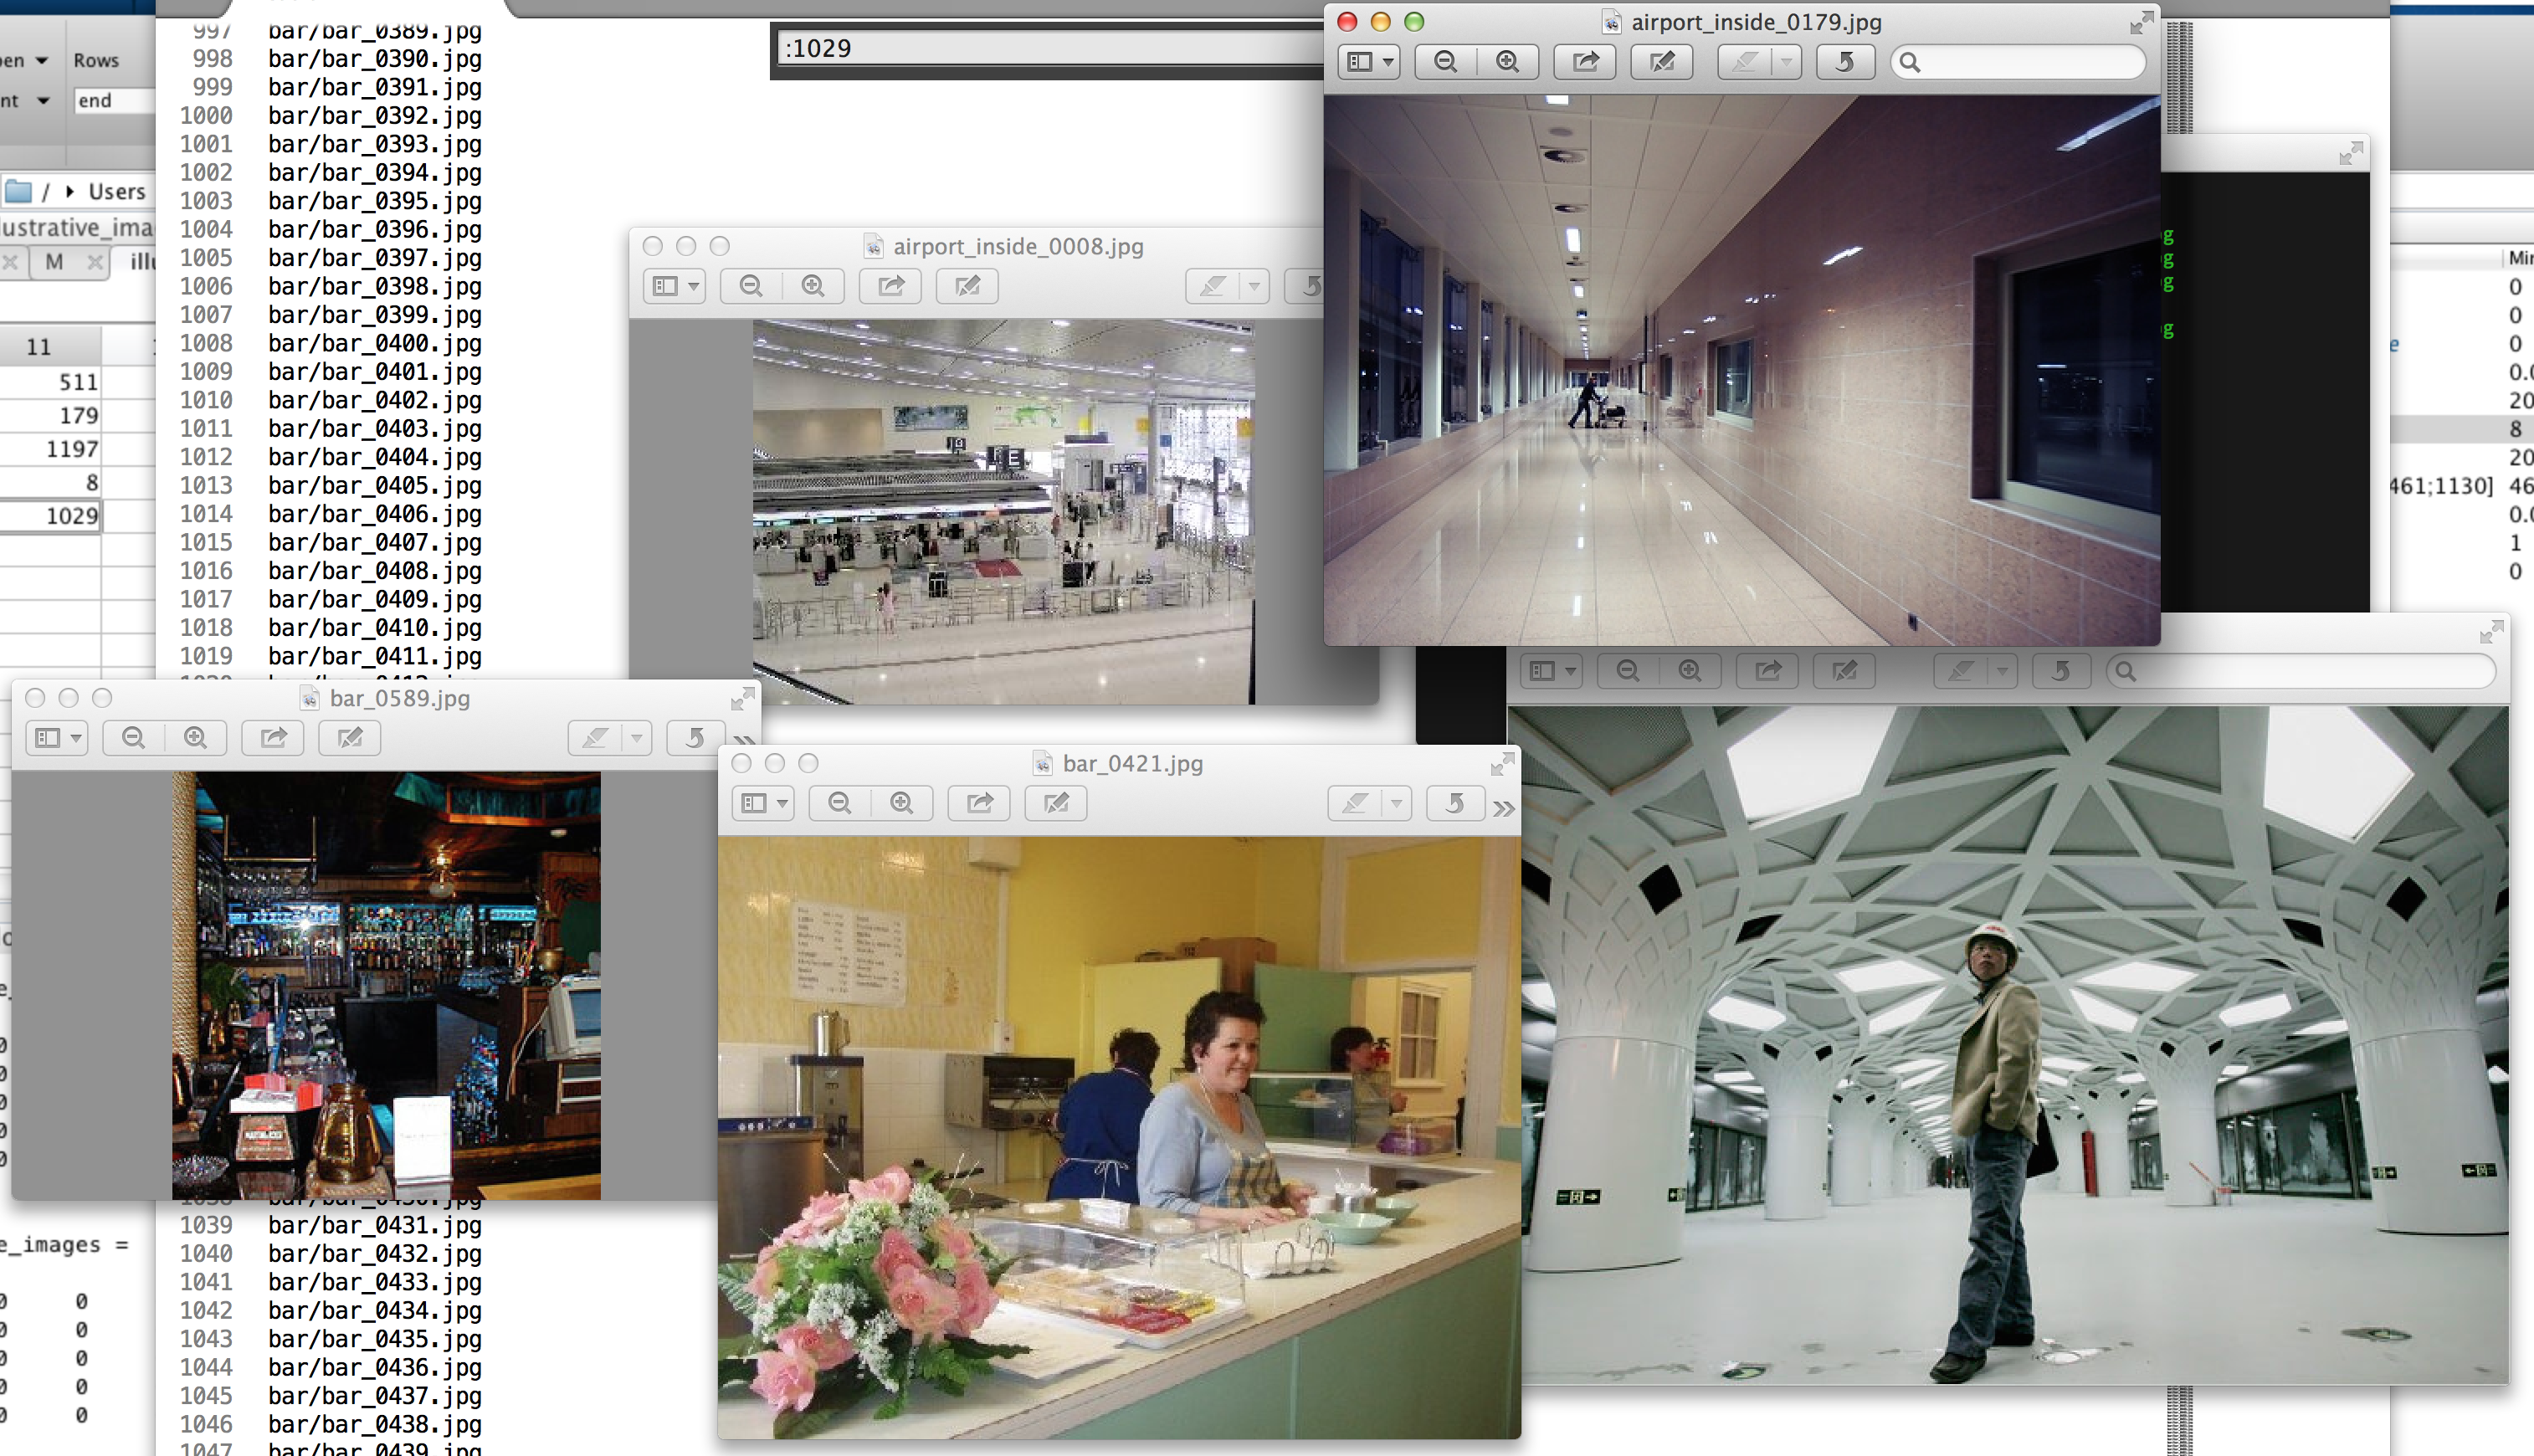 en
Rows
nt
end
/ Users
lustrative_ima
M
illu
11
511
179
1197
8
1029
997 bar/bar_0389.jpg
998 bar/bar_0390.jpg
999 bar/bar_0391.jpg
1000 bar/bar_0392.jpg
1001 bar/bar_0393.jpg
1002 bar/bar_0394.jpg
1003 bar/bar_0395.jpg
1004 bar/bar_0396.jpg
1005 bar/bar_0397.jpg
1006 bar/bar_0398.jpg
1007 bar/bar_0399.jpg
1008 bar/bar_0400.jpg
1009 bar/bar_0401.jpg
1010 bar/bar_0402.jpg
1011 bar/bar_0403.jpg
1012 bar/bar_0404.jpg
1013 bar/bar_0405.jpg
1014 bar/bar_0406.jpg
1015 bar/bar_0407.jpg
1016 bar/bar_0408.jpg
1017 bar/bar_0409.jpg
1018 bar/bar_0410.jpg
1019 bar/bar_0411.jpg
:1029
airport_inside_0179.jpg
airport_inside_0008.jpg
g
g
g
g
Min
0
0
e 0
0.0
20
8
20
461;1130] 46
0.0
1
0
bar_0589.jpg
bar_0421.jpg
1039 bar/bar_0431.jpg
1040 bar/bar_0432.jpg
1041 bar/bar_0433.jpg
1042 bar/bar_0434.jpg
1043 bar/bar_0435.jpg
1044 bar/bar_0436.jpg
1045 bar/bar_0437.jpg
1046 bar/bar_0438.jpg
1047 bar/bar_0439.jpg
e_images =
0 0
0 0
0 0
0 0
0 0